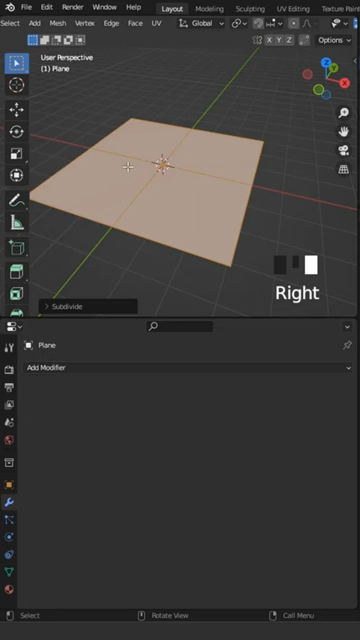 File Edit Render Window Help Layout Modeling Sculpting UV Editing Texture Pain
Select Add Mesh Vertex Edge Face UV Global
X Y Z Options
User Perspective
(1) Plane
Z
Y
X
Right
Subdivide
Plane
Add Modifier
Select Rotate View Call Menu